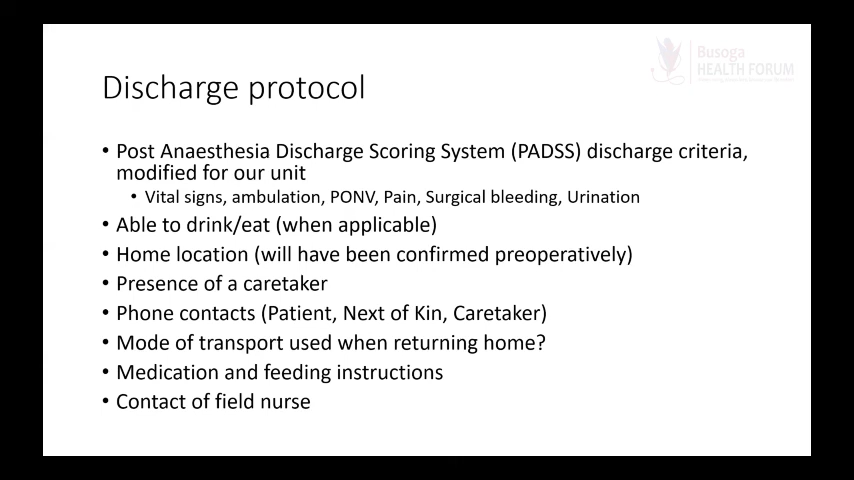 Busoga
HEALTH FORUM
Discharge protocol
• Post Anaesthesia Discharge Scoring System (PADSS) discharge criteria,
modified for our unit
• Vital signs, ambulation, PONV, Pain, Surgical bleeding, Urination
• Able to drink/eat (when applicable)
• Home location (will have been confirmed preoperatively)
• Presence of a caretaker
• Phone contacts (Patient, Next of Kin, Caretaker)
• Mode of transport used when returning home?
• Medication and feeding instructions
• Contact of field nurse